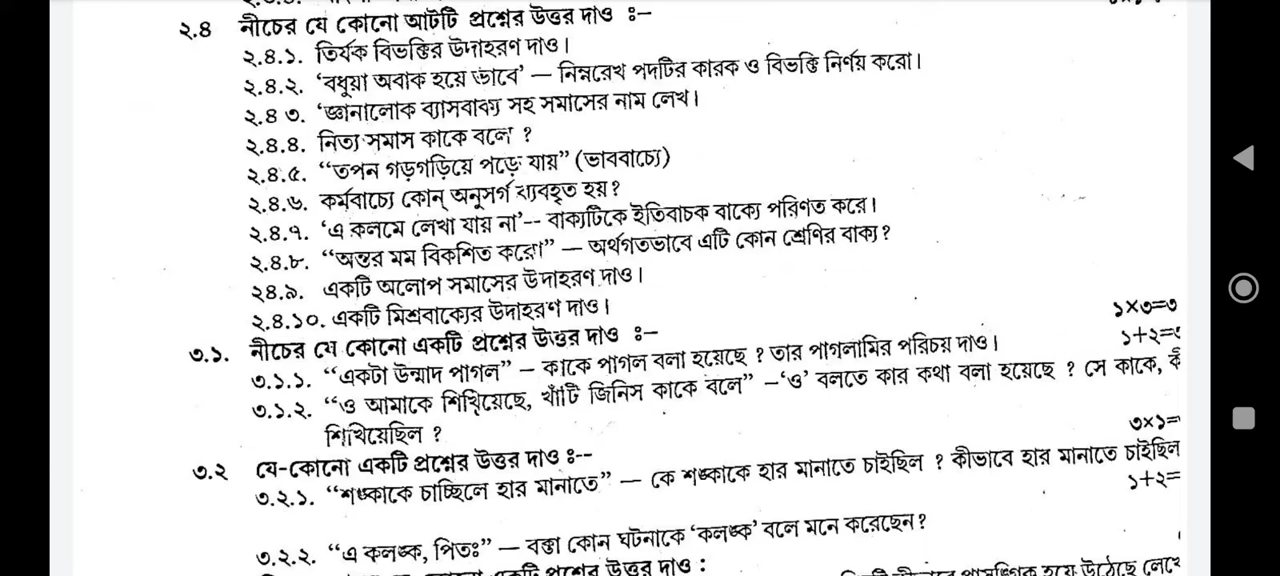 ২.৪ নীচের যে কোনো আটটি প্রশ্নের উত্তর দাও ঃ–
২.৪.১. তির্যক বিভক্তির উদাহরণ দাও।
২.৪.২. ‘বধুয়া অবাক হয়ে ভাবে’ – নিম্নরেখ পদটির কারক ও বিভক্তি নির্ণয় করো।
২.৪ ৩. ‘জ্ঞানালোক ব্যাসবাক্য সহ সমাসের নাম লেখ।
২.৪.৪. নিত্য সমাস কাকে বলে ?
২.৪.৫. “তপন গড়গড়িয়ে পড়ে যায়” (ভাববাচ্যে)
২.৪.৬. কর্মবাচ্যে কোন্ অনুসর্গ ব্যবহৃত হয়?
২.৪.৭. ‘এ কলমে লেখা যায় না’-- বাক্যটিকে ইতিবাচক বাক্যে পরিণত করো।
২.৪.৮. “অন্তর মম বিকশিত করো” – অর্থগতভাবে এটি কোন শ্রেণির বাক্য?
২৪.৯. একটি অলোপ সমাসের উদাহরণ দাও।
২.৪.১০. একটি মিশ্রবাক্যের উদাহরণ দাও।
৩.১. নীচের যে কোনো একটি প্রশ্নের উত্তর দাও ঃ– ১×৩=৩
৩.১.১. “একটা উন্মাদ পাগল” – কাকে পাগল বলা হয়েছে ? তার পাগলামির পরিচয় দাও। ১+২=
৩.১.২. “ও আমাকে শিখিয়েছে, খাঁটি জিনিস কাকে বলে” –‘ও’ বলতে কার কথা বলা হয়েছে ? সে কাকে, কী
শিখিয়েছিল ?
৩.২ যে-কোনো একটি প্রশ্নের উত্তর দাও ঃ-- ৩×১=
৩.২.১. “শঙ্কাকে চাচ্ছিলে হার মানাতে” – কে শঙ্কাকে হার মানাতে চাইছিল ? কীভাবে হার মানাতে চাইছিল
১+২=
৩.২.২. “এ কলঙ্ক, পিতঃ” – বক্তা কোন ঘটনাকে ‘কলঙ্ক’ বলে মনে করেছেন ?
একটি প্রশ্নের উত্তর দাও :